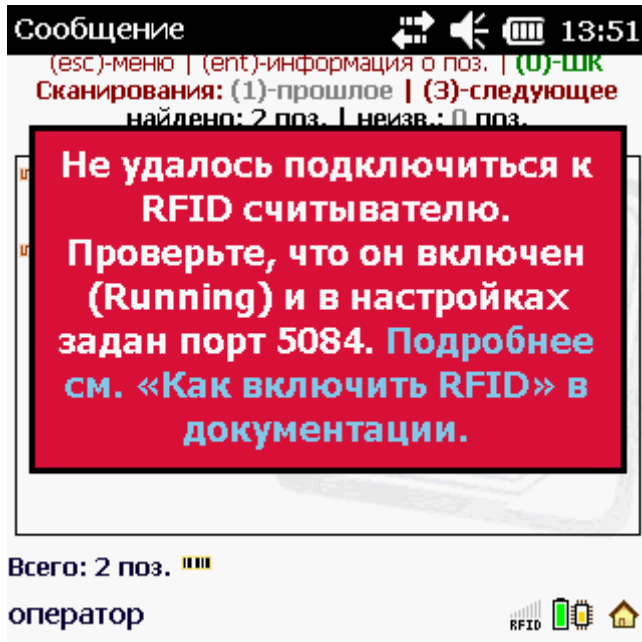 Сообщение 13:51
(esc)-меню | (ent)-информация о поз. | (0)-ШК
Сканирования: (1)-прошлое | (3)-следующее
найдено: 2 поз. | неизв.: 0 поз.
Не удалось подключиться к
RFID считывателю.
Проверьте, что он включен
(Running) и в настройках
задан порт 5084. Подробнее
см. «Как включить RFID» в
документации.
Всего: 2 поз.
оператор RFID